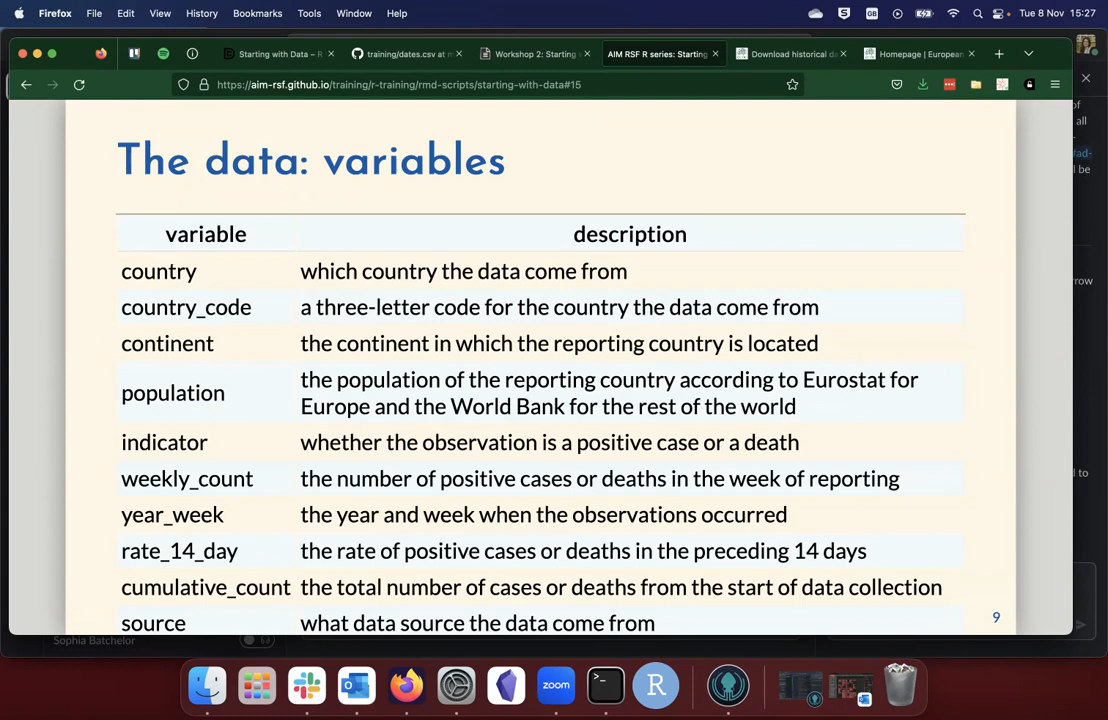 Firefox File Edit View History Bookmarks Tools Window Help GB Tue 8 Nov 15:27
Starting with Data – R training/dates.csv at m Workshop 2: Starting AIM RSF R series: Starting Download historical da Homepage | European
https://aim-rsf.github.io/training/r-training/rmd-scripts/starting-with-data#15
of
all
#ad-
l be
The data: variables
variable description
country which country the data come from
country_code a three-letter code for the country the data come from
continent the continent in which the reporting country is located
row
population the population of the reporting country according to Eurostat for
Europe and the World Bank for the rest of the world
indicator whether the observation is a positive case or a death
weekly_count the number of positive cases or deaths in the week of reporting
d to
year_week the year and week when the observations occurred
rate_14_day the rate of positive cases or deaths in the preceding 14 days
cumulative_count the total number of cases or deaths from the start of data collection
source what data source the data come from
9
Sophia Batchelor
zoom
R